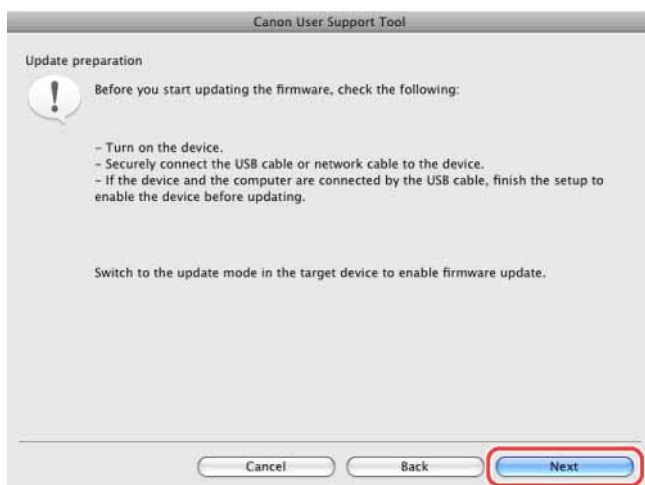 Canon User Support Tool
Update preparation
Before you start updating the firmware, check the following:
– Turn on the device.
– Securely connect the USB cable or network cable to the device.
– If the device and the computer are connected by the USB cable, finish the setup to
enable the device before updating.
Switch to the update mode in the target device to enable firmware update.
Cancel
Back
Next